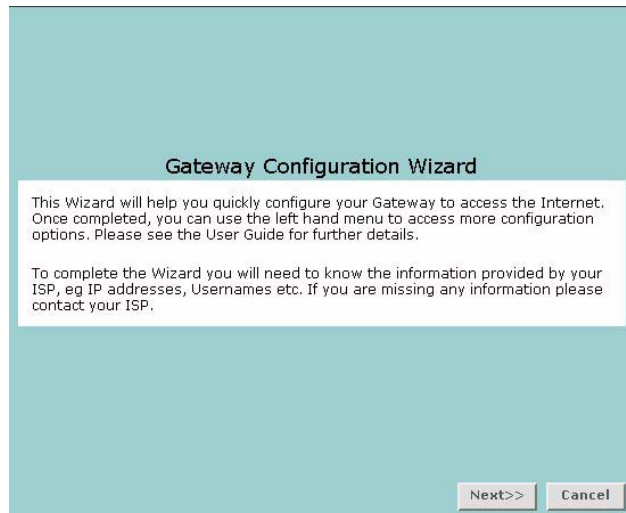 Gateway Configuration Wizard
This Wizard will help you quickly configure your Gateway to access the Internet.
Once completed, you can use the left hand menu to access more configuration
options. Please see the User Guide for further details.
To complete the Wizard you will need to know the information provided by your
ISP, eg IP addresses, Usernames etc. If you are missing any information please
contact your ISP.
Next>> Cancel